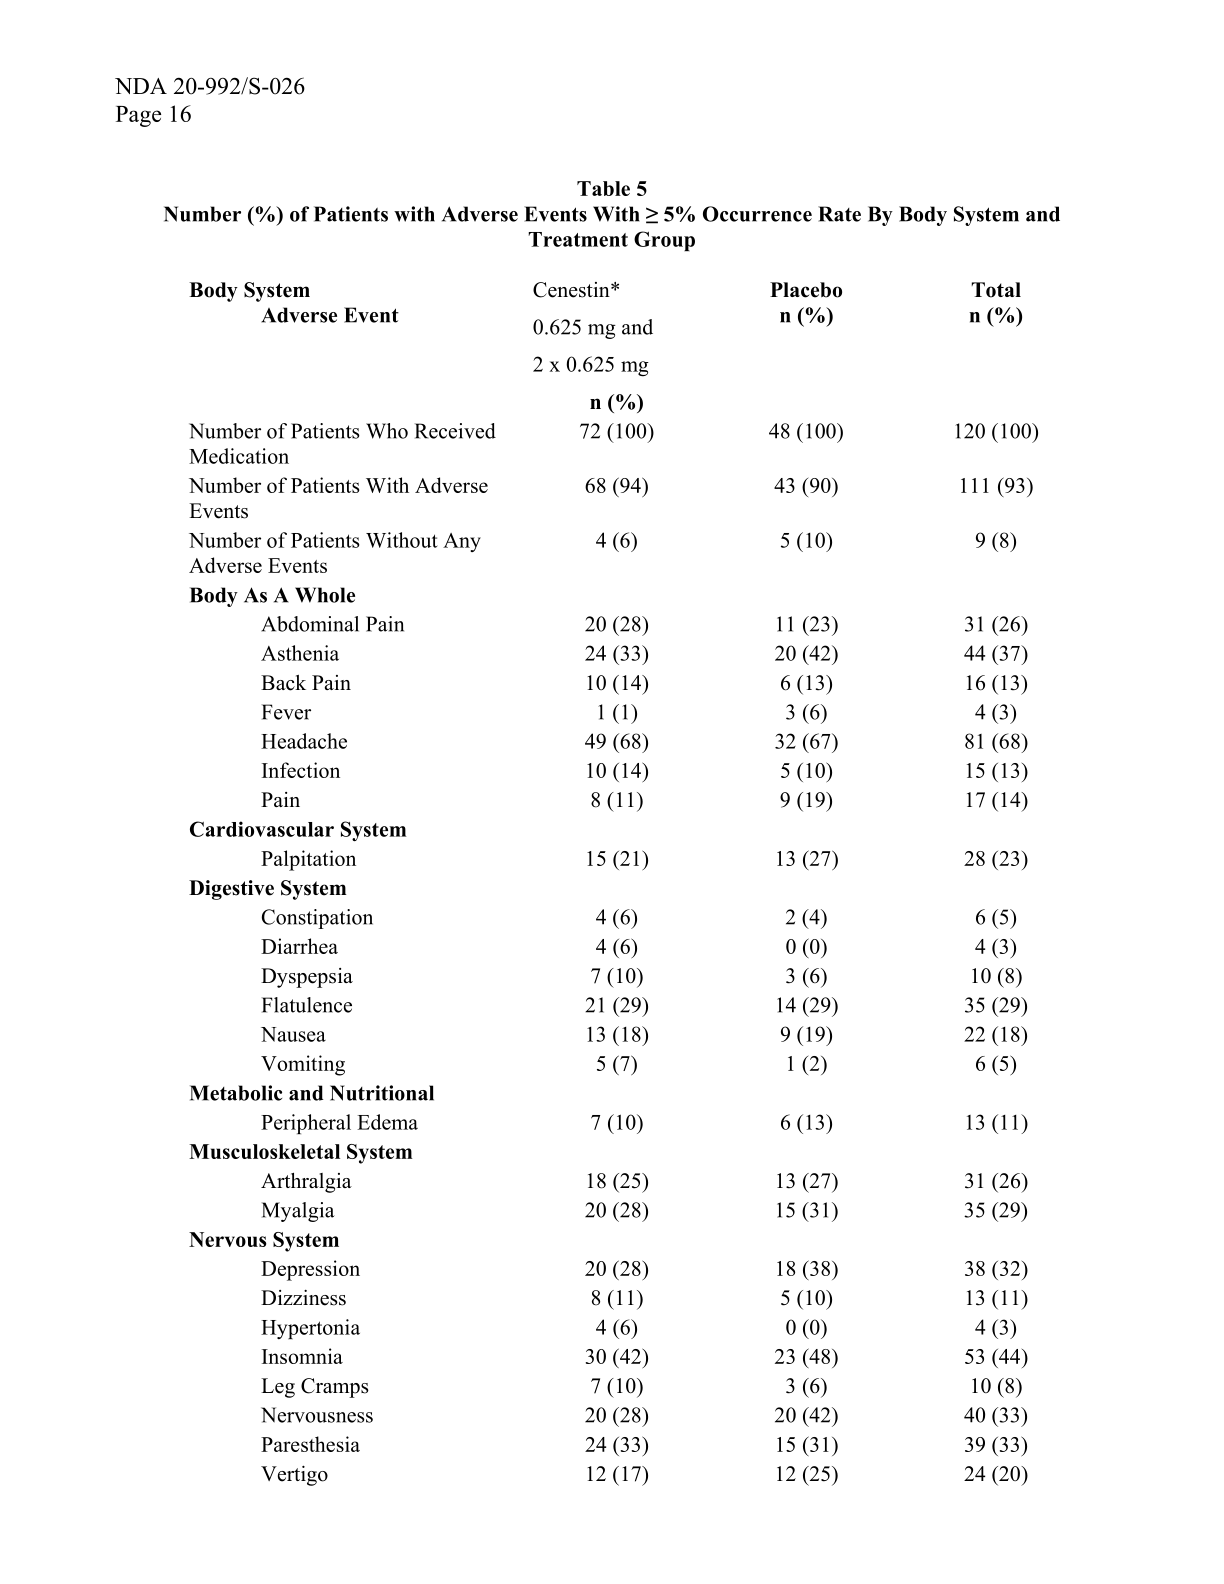 NDA 20-992/S-026
Page 16
Table 5
Number (%) of Patients with Adverse Events With ≥ 5% Occurrence Rate By Body System and
Treatment Group
Body System Cenestin* Placebo Total
Adverse Event n (%) n (%)
0.625 mg and
2 x 0.625 mg
n (%)
Number of Patients Who Received 72 (100) 48 (100) 120 (100)
Medication
Number of Patients With Adverse 68 (94) 43 (90) 111 (93)
Events
Number of Patients Without Any 4 (6) 5 (10) 9 (8)
Adverse Events
Body As A Whole
Abdominal Pain 20 (28) 11 (23) 31 (26)
Asthenia 24 (33) 20 (42) 44 (37)
Back Pain 10 (14) 6 (13) 16 (13)
Fever 1 (1) 3 (6) 4 (3)
Headache 49 (68) 32 (67) 81 (68)
Infection 10 (14) 5 (10) 15 (13)
Pain 8 (11) 9 (19) 17 (14)
Cardiovascular System
Palpitation 15 (21) 13 (27) 28 (23)
Digestive System
Constipation 4 (6) 2 (4) 6 (5)
Diarrhea 4 (6) 0 (0) 4 (3)
Dyspepsia 7 (10) 3 (6) 10 (8)
Flatulence 21 (29) 14 (29) 35 (29)
Nausea 13 (18) 9 (19) 22 (18)
Vomiting 5 (7) 1 (2) 6 (5)
Metabolic and Nutritional
Peripheral Edema 7 (10) 6 (13) 13 (11)
Musculoskeletal System
Arthralgia 18 (25) 13 (27) 31 (26)
Myalgia 20 (28) 15 (31) 35 (29)
Nervous System
Depression 20 (28) 18 (38) 38 (32)
Dizziness 8 (11) 5 (10) 13 (11)
Hypertonia 4 (6) 0 (0) 4 (3)
Insomnia 30 (42) 23 (48) 53 (44)
Leg Cramps 7 (10) 3 (6) 10 (8)
Nervousness 20 (28) 20 (42) 40 (33)
Paresthesia 24 (33) 15 (31) 39 (33)
Vertigo 12 (17) 12 (25) 24 (20)